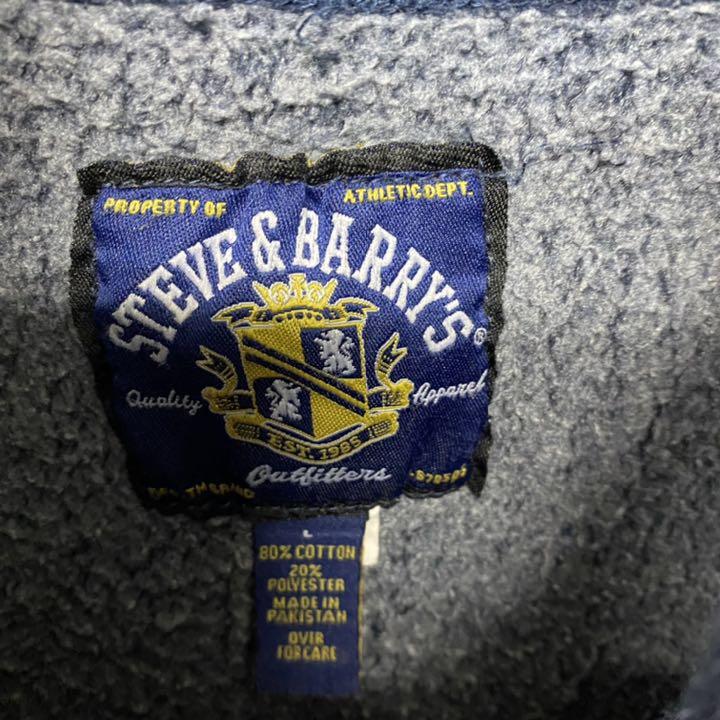 PROPERTY OF ATHLETIC DEPT.
STEVE & BARRY'S®
Quality Apparel
EST. 1985
Outfitters
L
80% COTTON
20%
POLYESTER
MADE IN
PAKISTAN
OVIR
FOR CARE